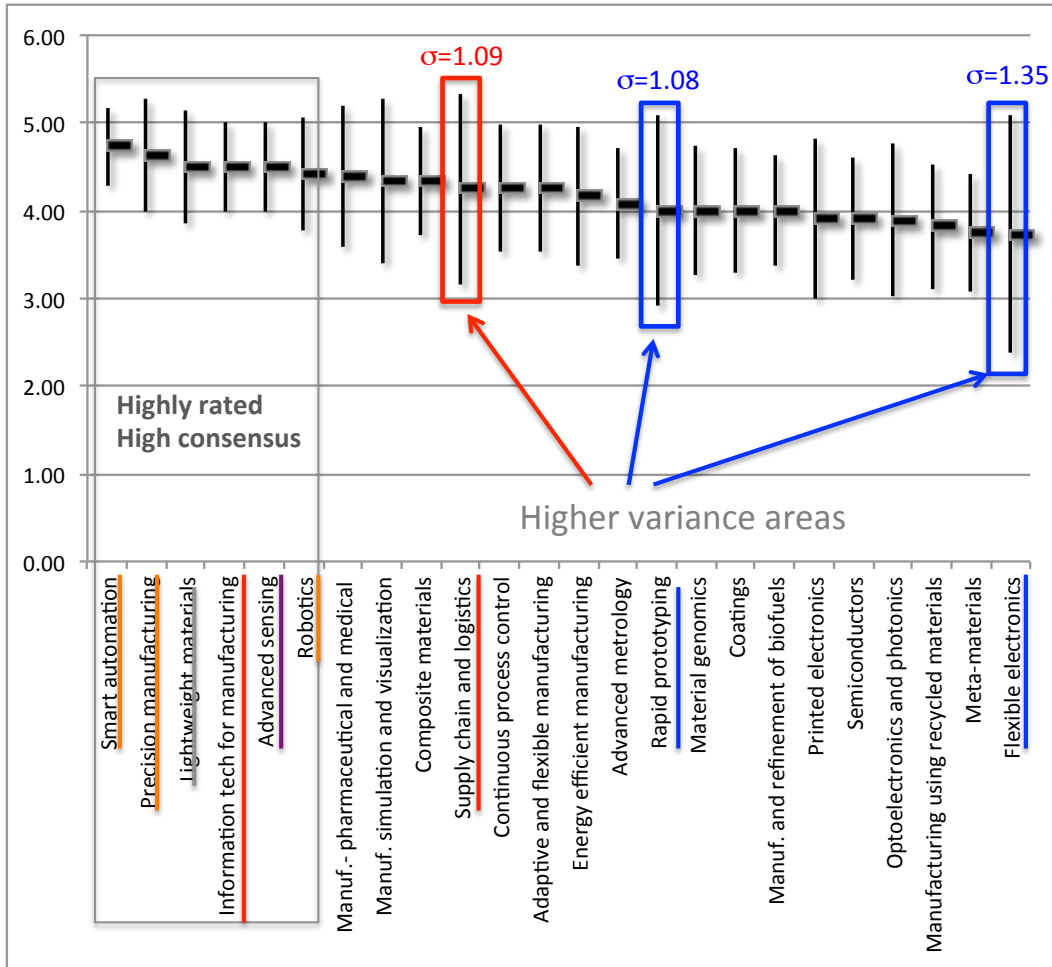 6.00
5.00
4.00
3.00
2.00
1.00
0.00
σ=1.09
σ=1.08
σ=1.35
Highly rated
High consensus
Higher variance areas
Smart automation
Precision manufacturing
Lightweight materials
Information tech for manufacturing
Advanced sensing
Robotics
Manuf.- pharmaceutical and medical
Manuf. simulation and visualization
Composite materials
Supply chain and logistics
Continuous process control
Adaptive and flexible manufacturing
Energy efficient manufacturing
Advanced metrology
Rapid prototyping
Material genomics
Coatings
Manuf. and refinement of biofuels
Printed electronics
Semiconductors
Optoelectronics and photonics
Manufacturing using recycled materials
Meta-materials
Flexible electronics